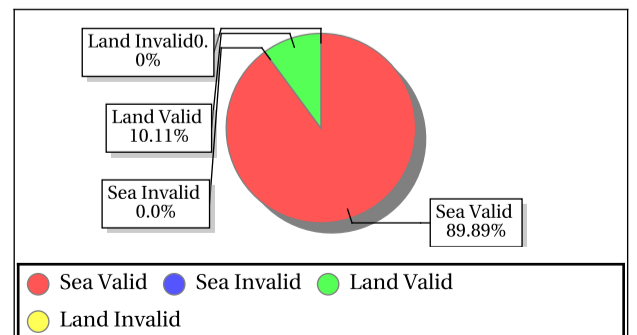 Land Invalid0.
0%
Land Valid
10.11%
Sea Invalid
0.0%
Sea Valid
89.89%
Sea Valid Sea Invalid Land Valid
Land Invalid